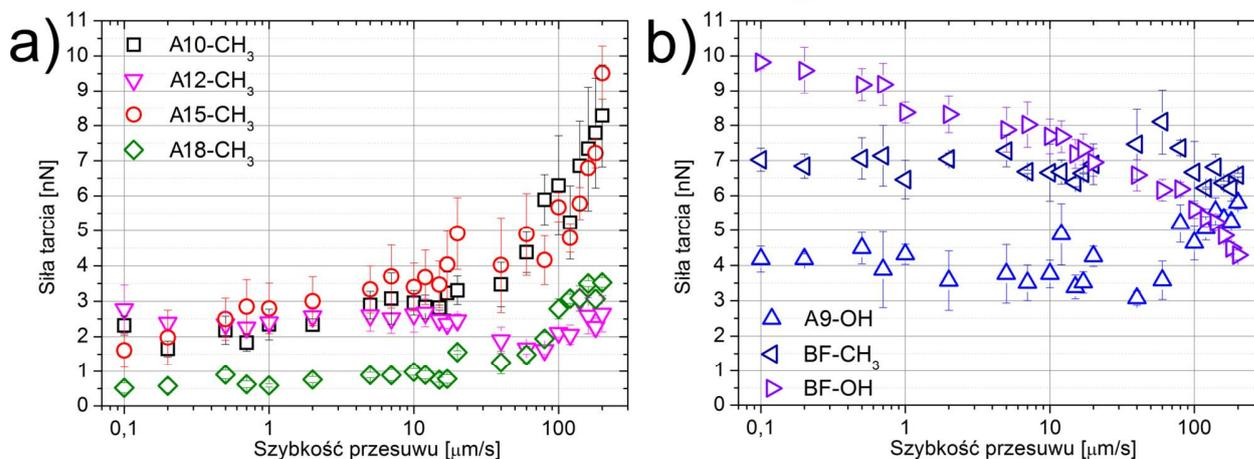 a)
A10-CH₃
A12-CH₃
A15-CH₃
A18-CH₃
11
10
9
8
7
6
5
4
3
2
1
0
Siła tarcia [nN]
0,1
1
10
100
Szybkość przesuwu [μm/s]
b)
11
10
9
8
7
6
5
4
3
2
1
0
Siła tarcia [nN]
A9-OH
BF-CH₃
BF-OH
0,1
1
10
100
Szybkość przesuwu [μm/s]